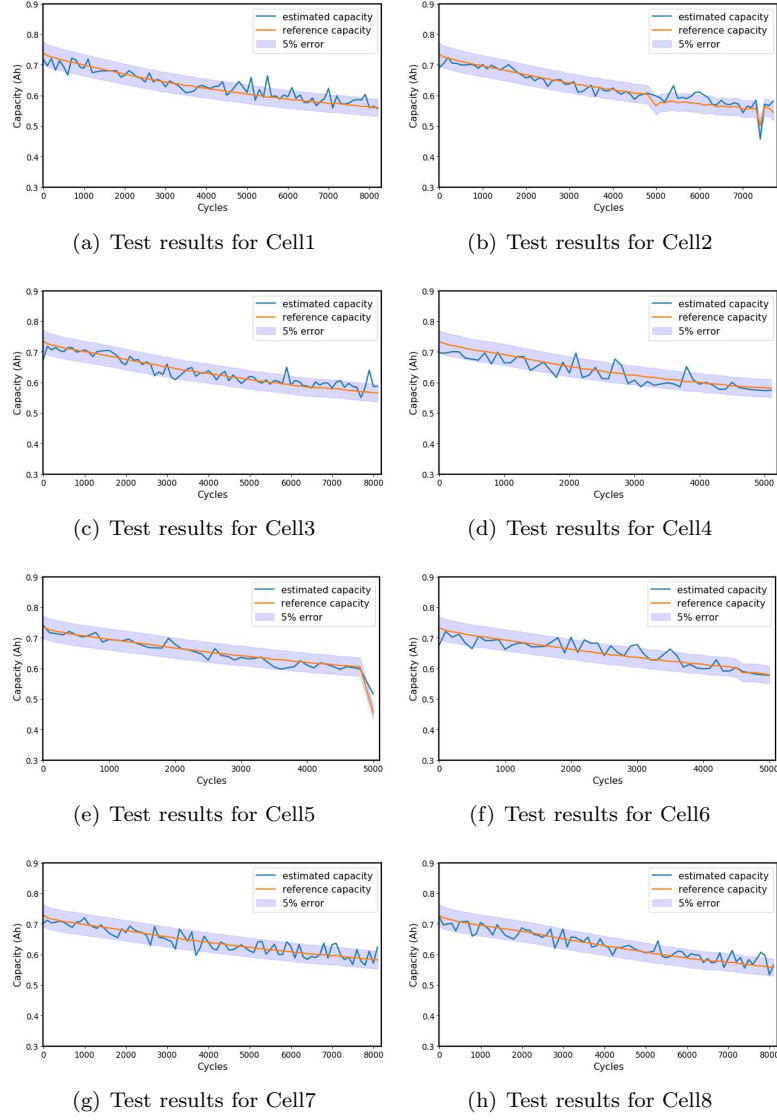 estimated capacity
reference capacity
5% error
Capacity (Ah)
0.9
0.8
0.7
0.6
0.5
0.4
0.3
0 1000 2000 3000 4000 5000 6000 7000 8000
Cycles
(a) Test results for Cell1
estimated capacity
reference capacity
5% error
Capacity (Ah)
0.9
0.8
0.7
0.6
0.5
0.4
0.3
0 1000 2000 3000 4000 5000 6000 7000
Cycles
(b) Test results for Cell2
estimated capacity
reference capacity
5% error
Capacity (Ah)
0.9
0.8
0.7
0.6
0.5
0.4
0.3
0 1000 2000 3000 4000 5000 6000 7000 8000
Cycles
(c) Test results for Cell3
estimated capacity
reference capacity
5% error
Capacity (Ah)
0.9
0.8
0.7
0.6
0.5
0.4
0.3
0 1000 2000 3000 4000 5000
Cycles
(d) Test results for Cell4
estimated capacity
reference capacity
5% error
Capacity (Ah)
0.9
0.8
0.7
0.6
0.5
0.4
0.3
0 1000 2000 3000 4000 5000
Cycles
(e) Test results for Cell5
estimated capacity
reference capacity
5% error
Capacity (Ah)
0.9
0.8
0.7
0.6
0.5
0.4
0.3
0 1000 2000 3000 4000 5000
Cycles
(f) Test results for Cell6
estimated capacity
reference capacity
5% error
Capacity (Ah)
0.9
0.8
0.7
0.6
0.5
0.4
0.3
0 1000 2000 3000 4000 5000 6000 7000 8000
Cycles
(g) Test results for Cell7
estimated capacity
reference capacity
5% error
Capacity (Ah)
0.9
0.8
0.7
0.6
0.5
0.4
0.3
0 1000 2000 3000 4000 5000 6000 7000 8000
Cycles
(h) Test results for Cell8